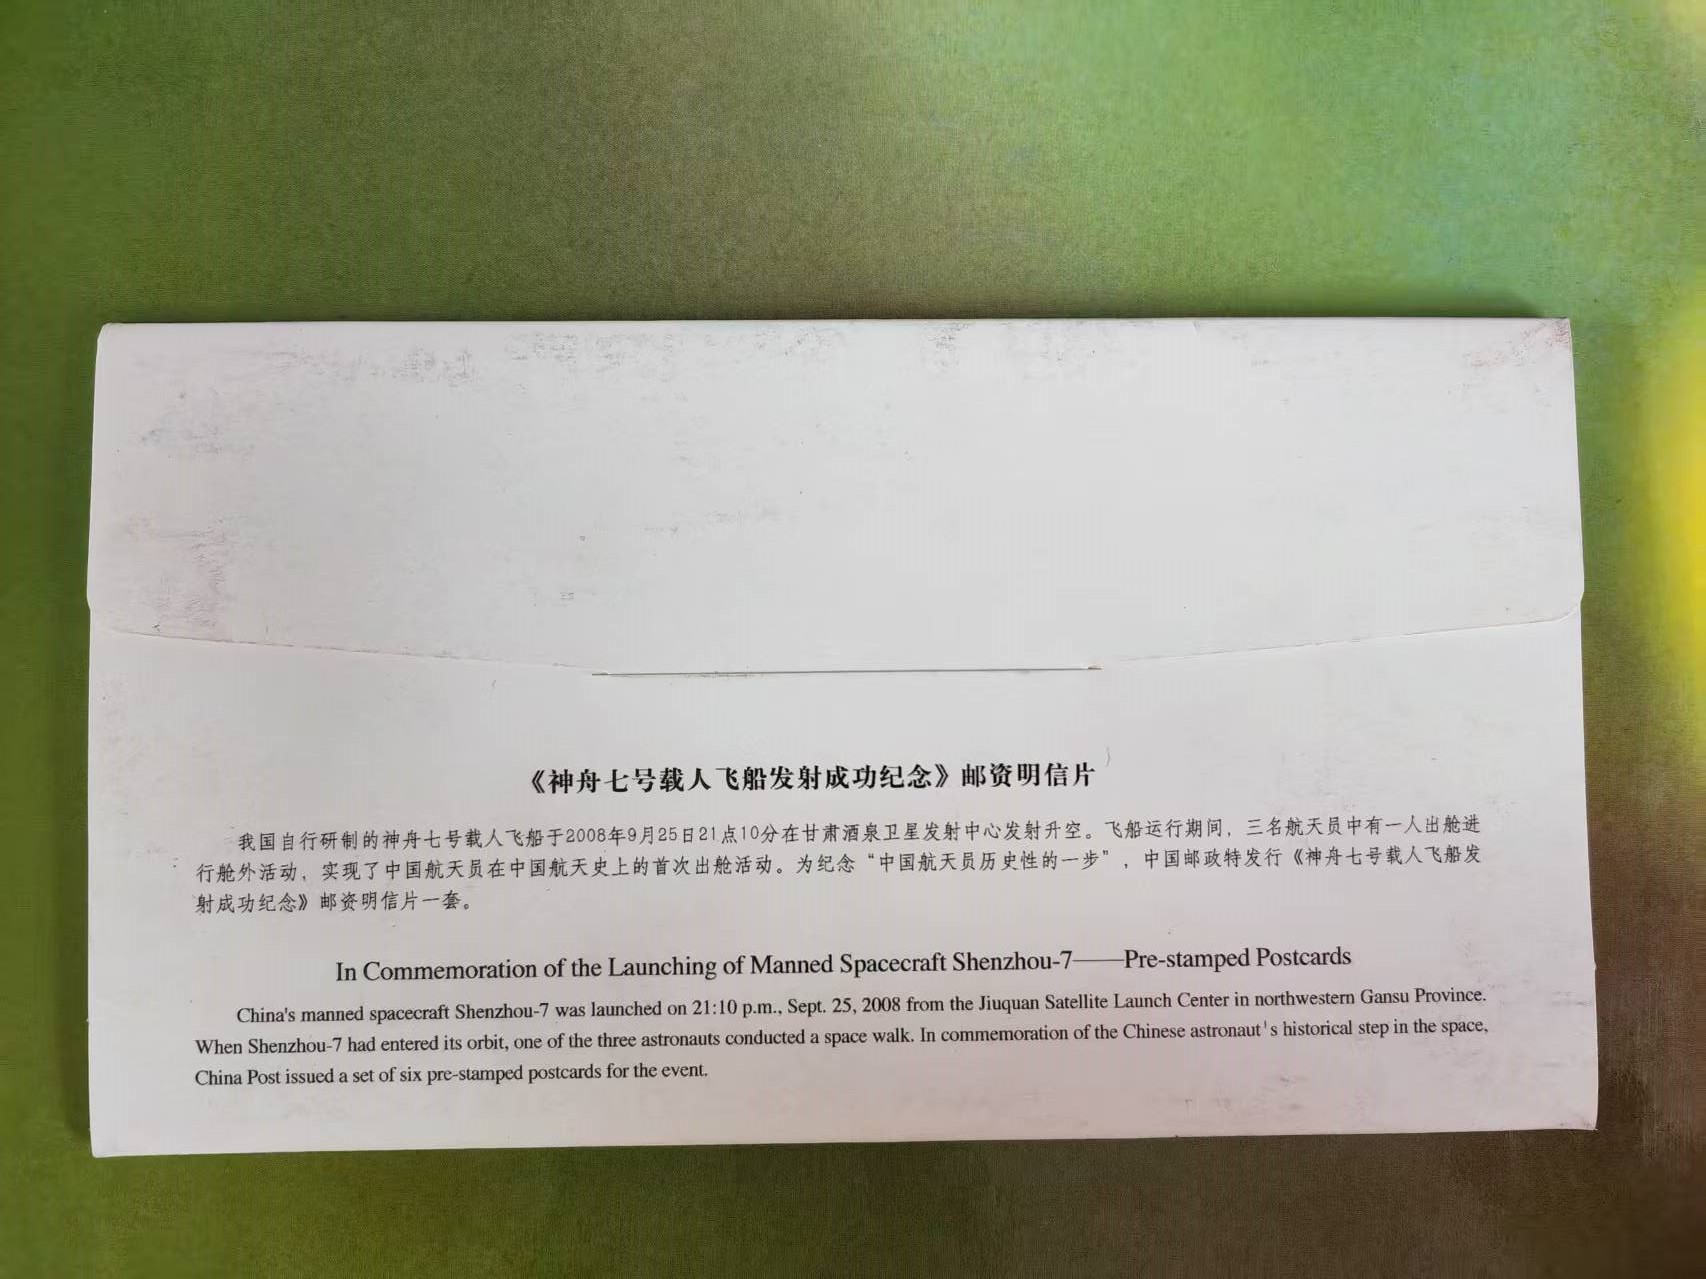 《神舟七号载人飞船发射成功纪念》邮资明信片
我国自行研制的神舟七号载人飞船于2008年9月25日21点10分在甘肃酒泉卫星发射中心发射升空。飞船运行期间，三名航天员中有一人出舱进
行舱外活动，实现了中国航天员在中国航天史上的首次出舱活动。为纪念“中国航天员历史性的一步”，中国邮政特发行《神舟七号载人飞船发
射成功纪念》邮资明信片一套。
In Commemoration of the Launching of Manned Spacecraft Shenzhou-7——Pre-stamped Postcards
China's manned spacecraft Shenzhou-7 was launched on 21:10 p.m., Sept. 25, 2008 from the Jiuquan Satellite Launch Center in northwestern Gansu Province.
When Shenzhou-7 had entered its orbit, one of the three astronauts conducted a space walk. In commemoration of the Chinese astronaut's historical step in the space,
China Post issued a set of six pre-stamped postcards for the event.